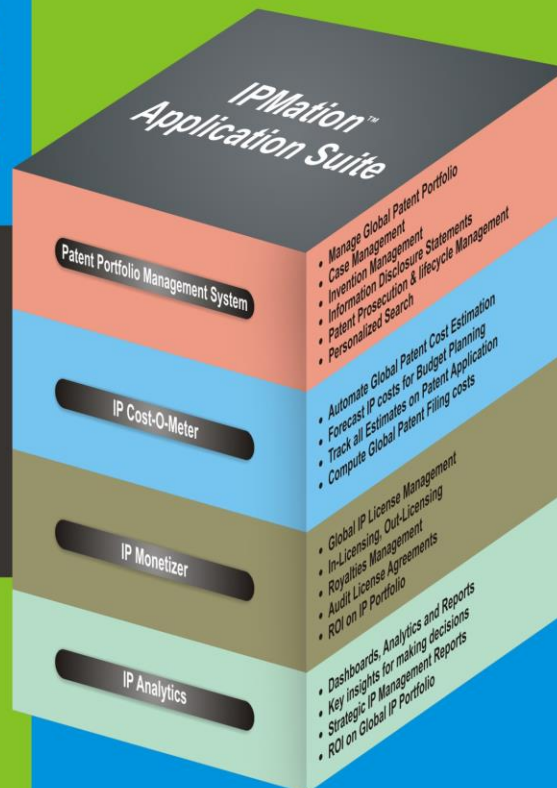 IPMation™
Application Suite
Patent Portfolio Management System
• Manage Global Patent Portfolio
• Case Management
• Invention Management
• Information Disclosure Statements
• Patent Prosecution & lifecycle Management
• Personalized Search
IP Cost-O-Meter
• Automate Global Patent Cost Estimation
• Forecast IP costs for Budget Planning
• Track all Estimates on Patent Application
• Compute Global Patent Filing costs
IP Monetizer
• Global IP License Management
• In-Licensing, Out-Licensing
• Royalties Management
• Audit License Agreements
• ROI on IP Portfolio
IP Analytics
• Dashboards, Analytics and Reports
• Key insights for making decisions
• Strategic IP Management Reports
• ROI on Global IP Portfolio